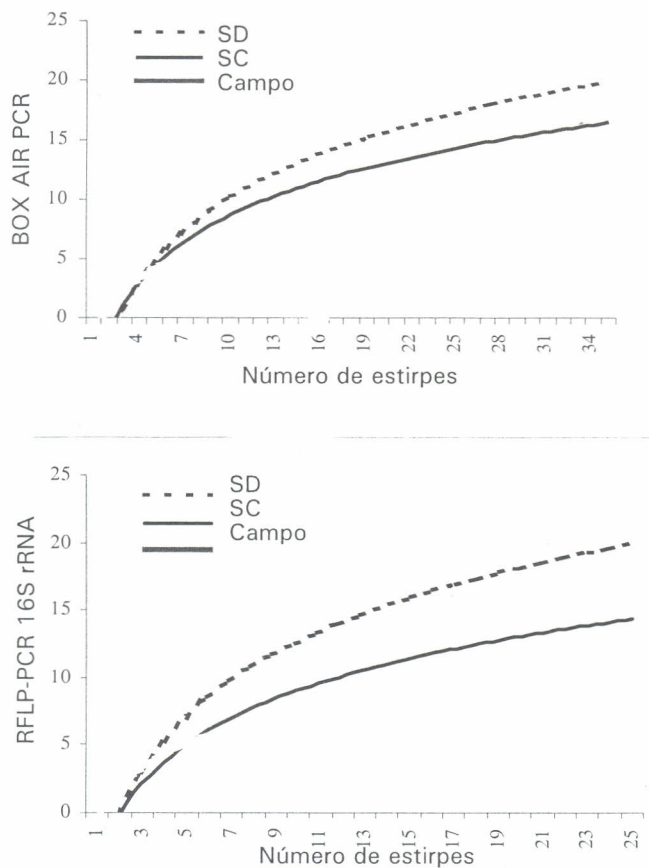 25
20
15
10
5
0
BOX AIR PCR
SD
SC
Campo
1 4 7 10 13 16 19 22 25 28 31 34
Número de estirpes
25
20
15
10
5
0
RFLP-PCR 16S rRNA
SD
SC
Campo
1 3 5 7 9 11 13 15 17 19 21 23 25
Número de estirpes